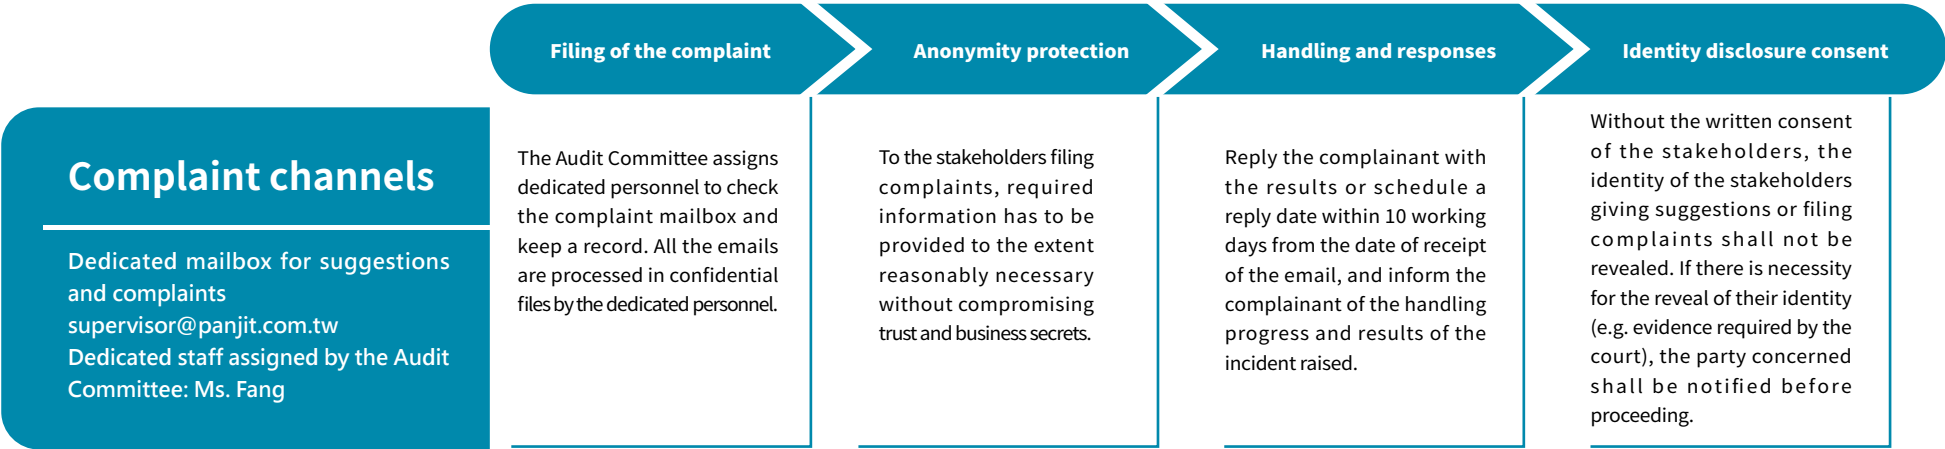 Filing of the complaint
Anonymity protection
Handling and responses
Identity disclosure consent
Complaint channels
Dedicated mailbox for suggestions
and complaints
supervisor@panjit.com.tw
Dedicated staff assigned by the Audit
Committee: Ms. Fang
The Audit Committee assigns
dedicated personnel to check
the complaint mailbox and
keep a record. All the emails
are processed in confidential
files by the dedicated personnel.
To the stakeholders filing
complaints, required
information has to be
provided to the extent
reasonably necessary
without compromising
trust and business secrets.
Reply the complainant with
the results or schedule a
reply date within 10 working
days from the date of receipt
of the email, and inform the
complainant of the handling
progress and results of the
incident raised.
Without the written consent
of the stakeholders, the
identity of the stakeholders
giving suggestions or filing
complaints shall not be
revealed. If there is necessity
for the reveal of their identity
(e.g. evidence required by the
court), the party concerned
shall be notified before
proceeding.